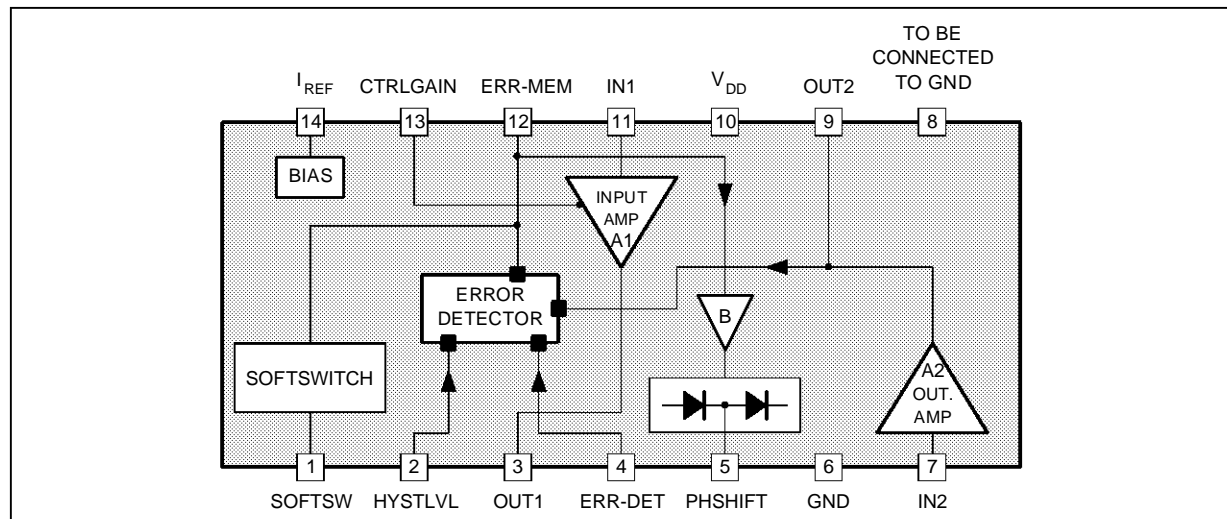 TO BE
CONNECTED
TO GND
I REF
CTRLGAIN
ERR-MEM
IN1
V DD
OUT2
14
13
12
11
10
9
8
BIAS
INPUT
AMP
A1
ERROR
DETECTOR
B
SOFTSWITCH
A2
OUT.
AMP
1
2
3
4
5
6
7
SOFTSW
HYSTLVL
OUT1
ERR-DET
PHSHIFT
GND
IN2